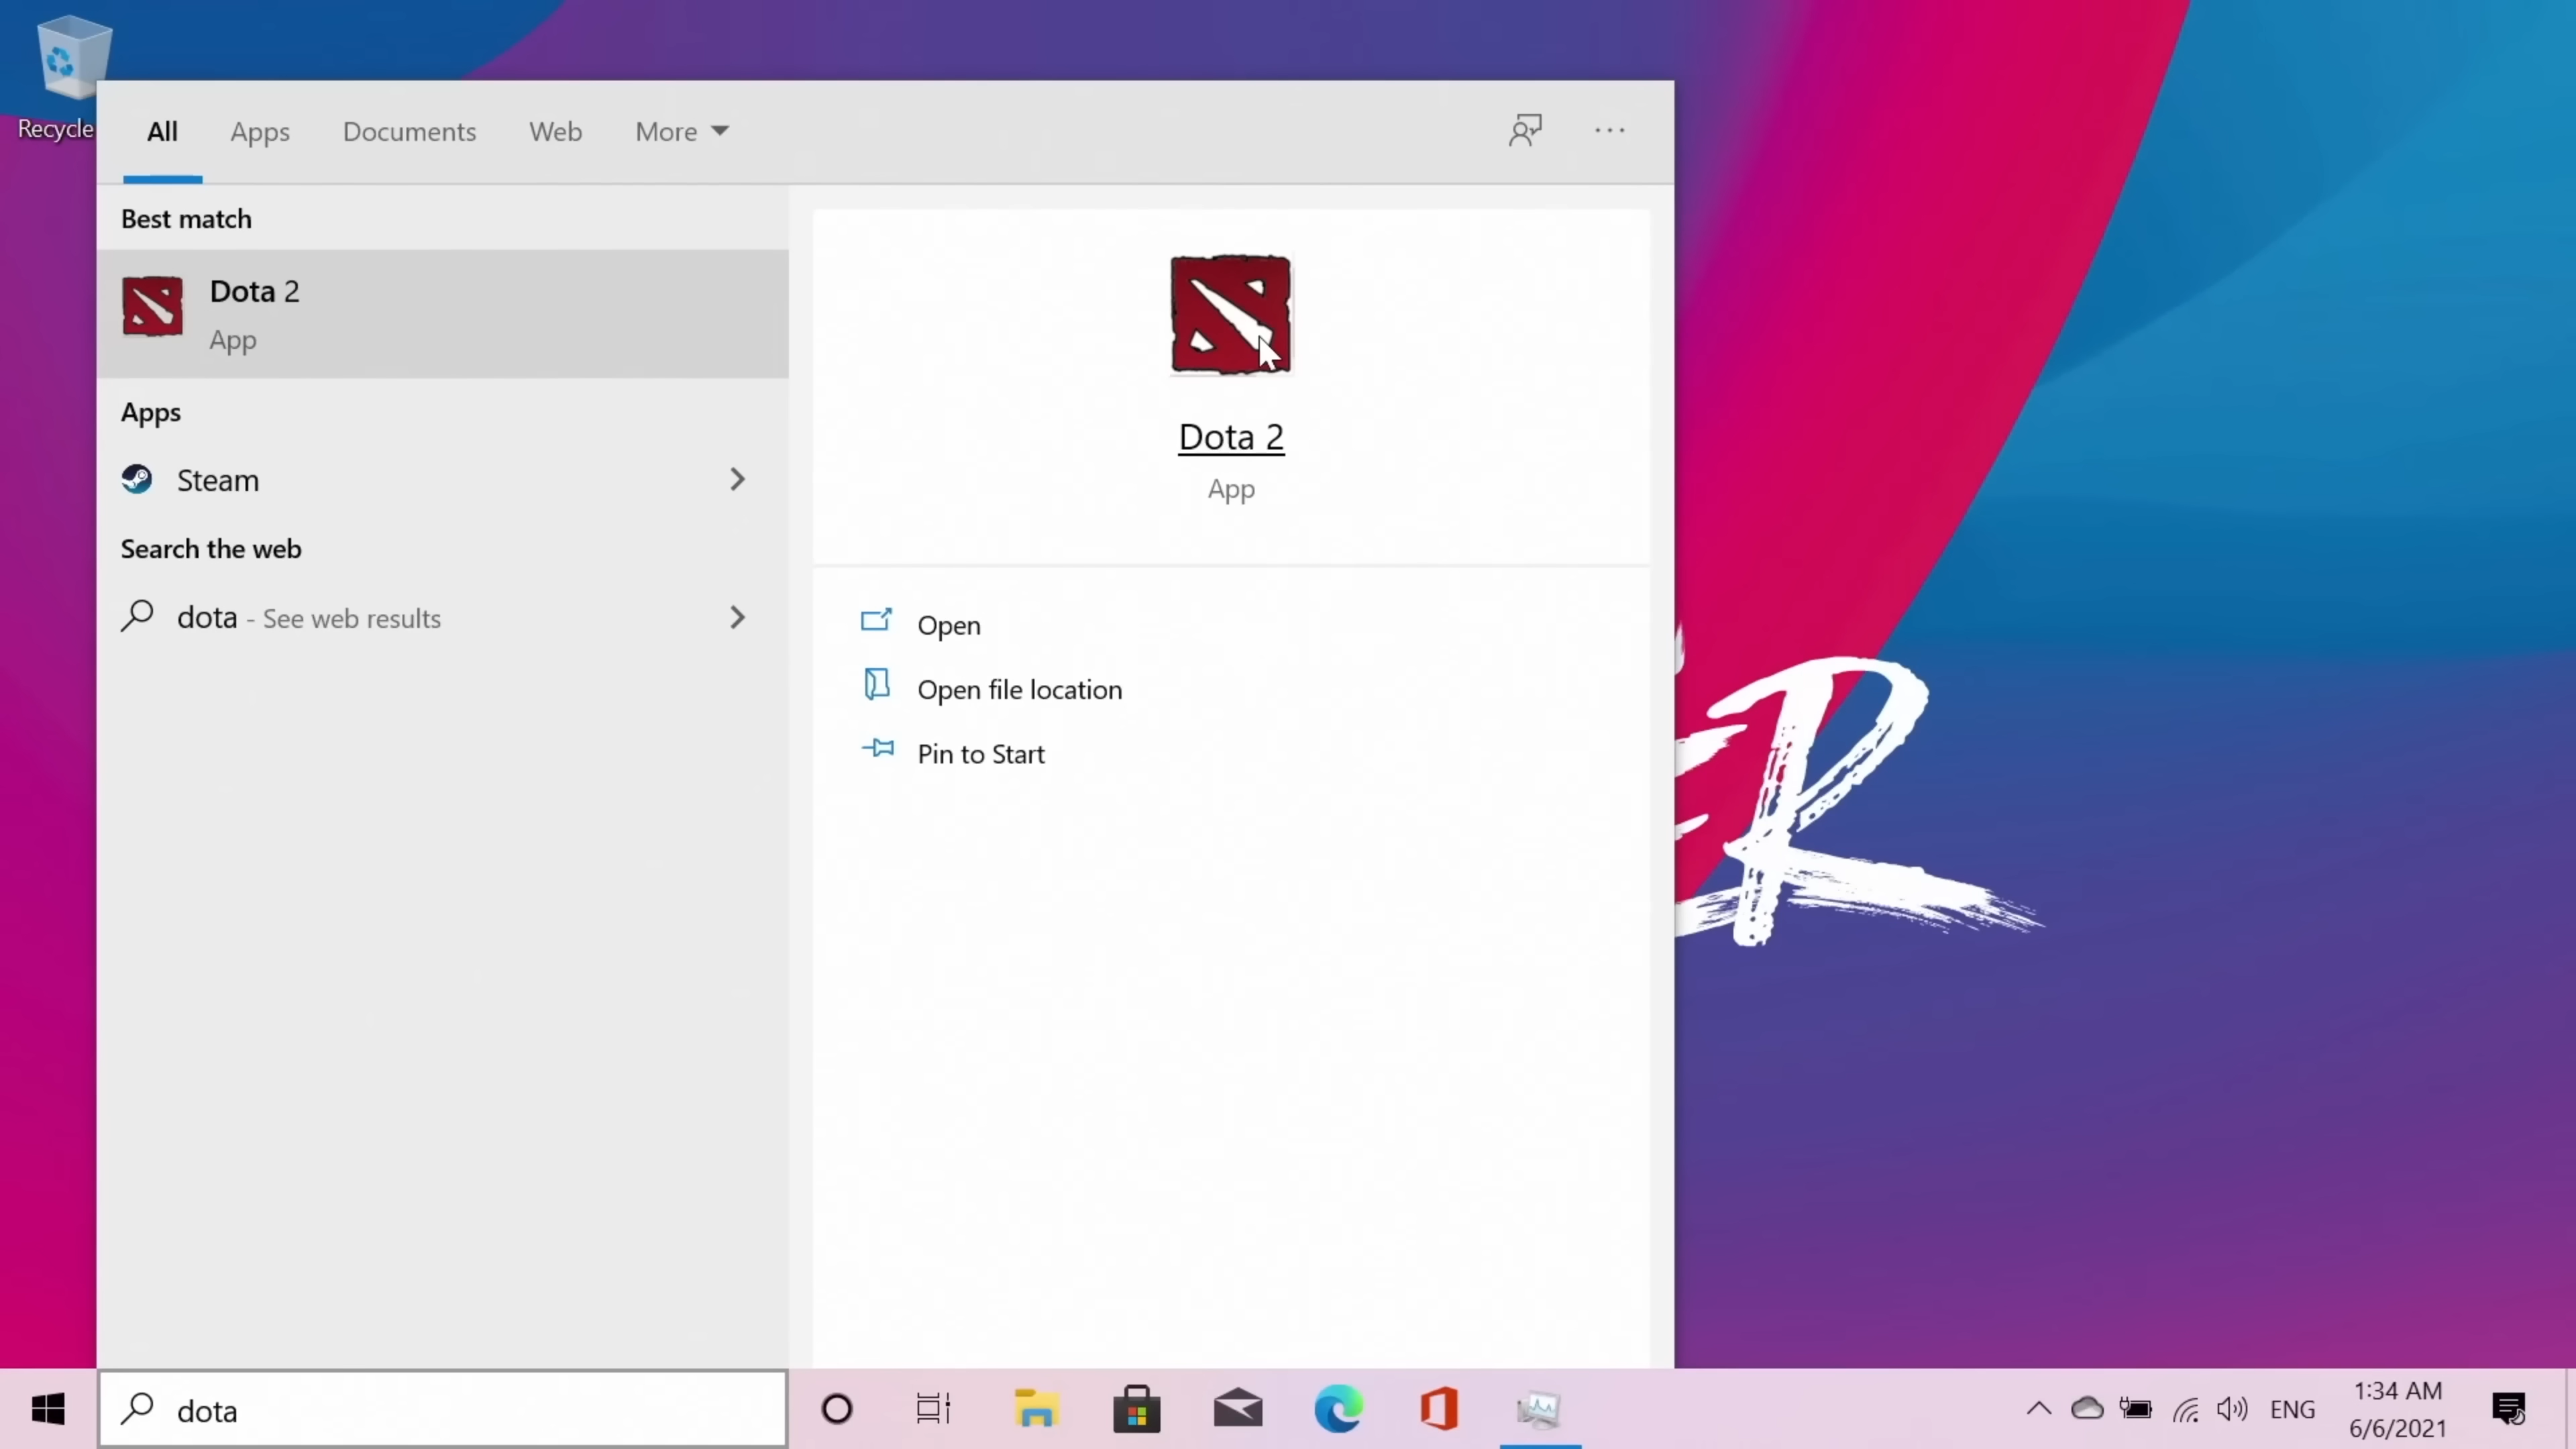 Recycle
All Apps Documents Web More
Best match
Dota 2
App
Apps
Steam
Search the web
dota - See web results
Dota 2
App
Open
Open file location
Pin to Start
R
dota
ENG
1:34 AM
6/6/2021